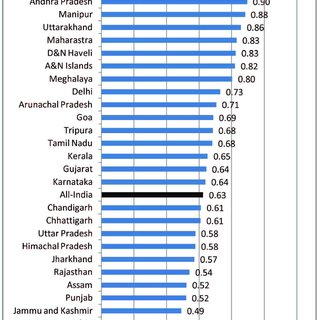 0.90
0.88
0.86
0.83
0.83
0.82
0.80
0.73
0.71
0.69
0.68
0.68
0.65
0.64
0.64
0.63
0.61
0.61
0.58
0.58
0.57
0.54
0.52
0.52
0.49
Andhra Pradesh
Manipur
Uttarakhand
Maharastra
D&N Haveli
A&N Islands
Meghalaya
Delhi
Arunachal Pradesh
Goa
Tripura
Tamil Nadu
Kerala
Gujarat
Karnataka
All-India
Chandigarh
Chhattigarh
Uttar Pradesh
Himachal Pradesh
Jharkhand
Rajasthan
Assam
Punjab
Jammu and Kashmir